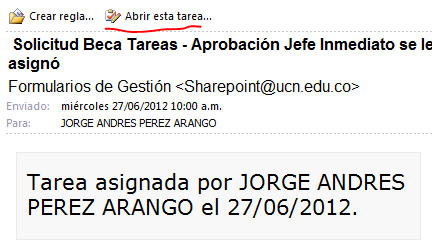 Crear regla... Abrir esta tarea...
Solicitud Beca Tareas - Aprobación Jefe Inmediato se le
asignó
Formularios de Gestión <Sharepoint@ucn.edu.co>
Enviado: miércoles 27/06/2012 10:00 a.m.
Para: JORGE ANDRES PEREZ ARANGO
Tarea asignada por JORGE ANDRES
PEREZ ARANGO el 27/06/2012.